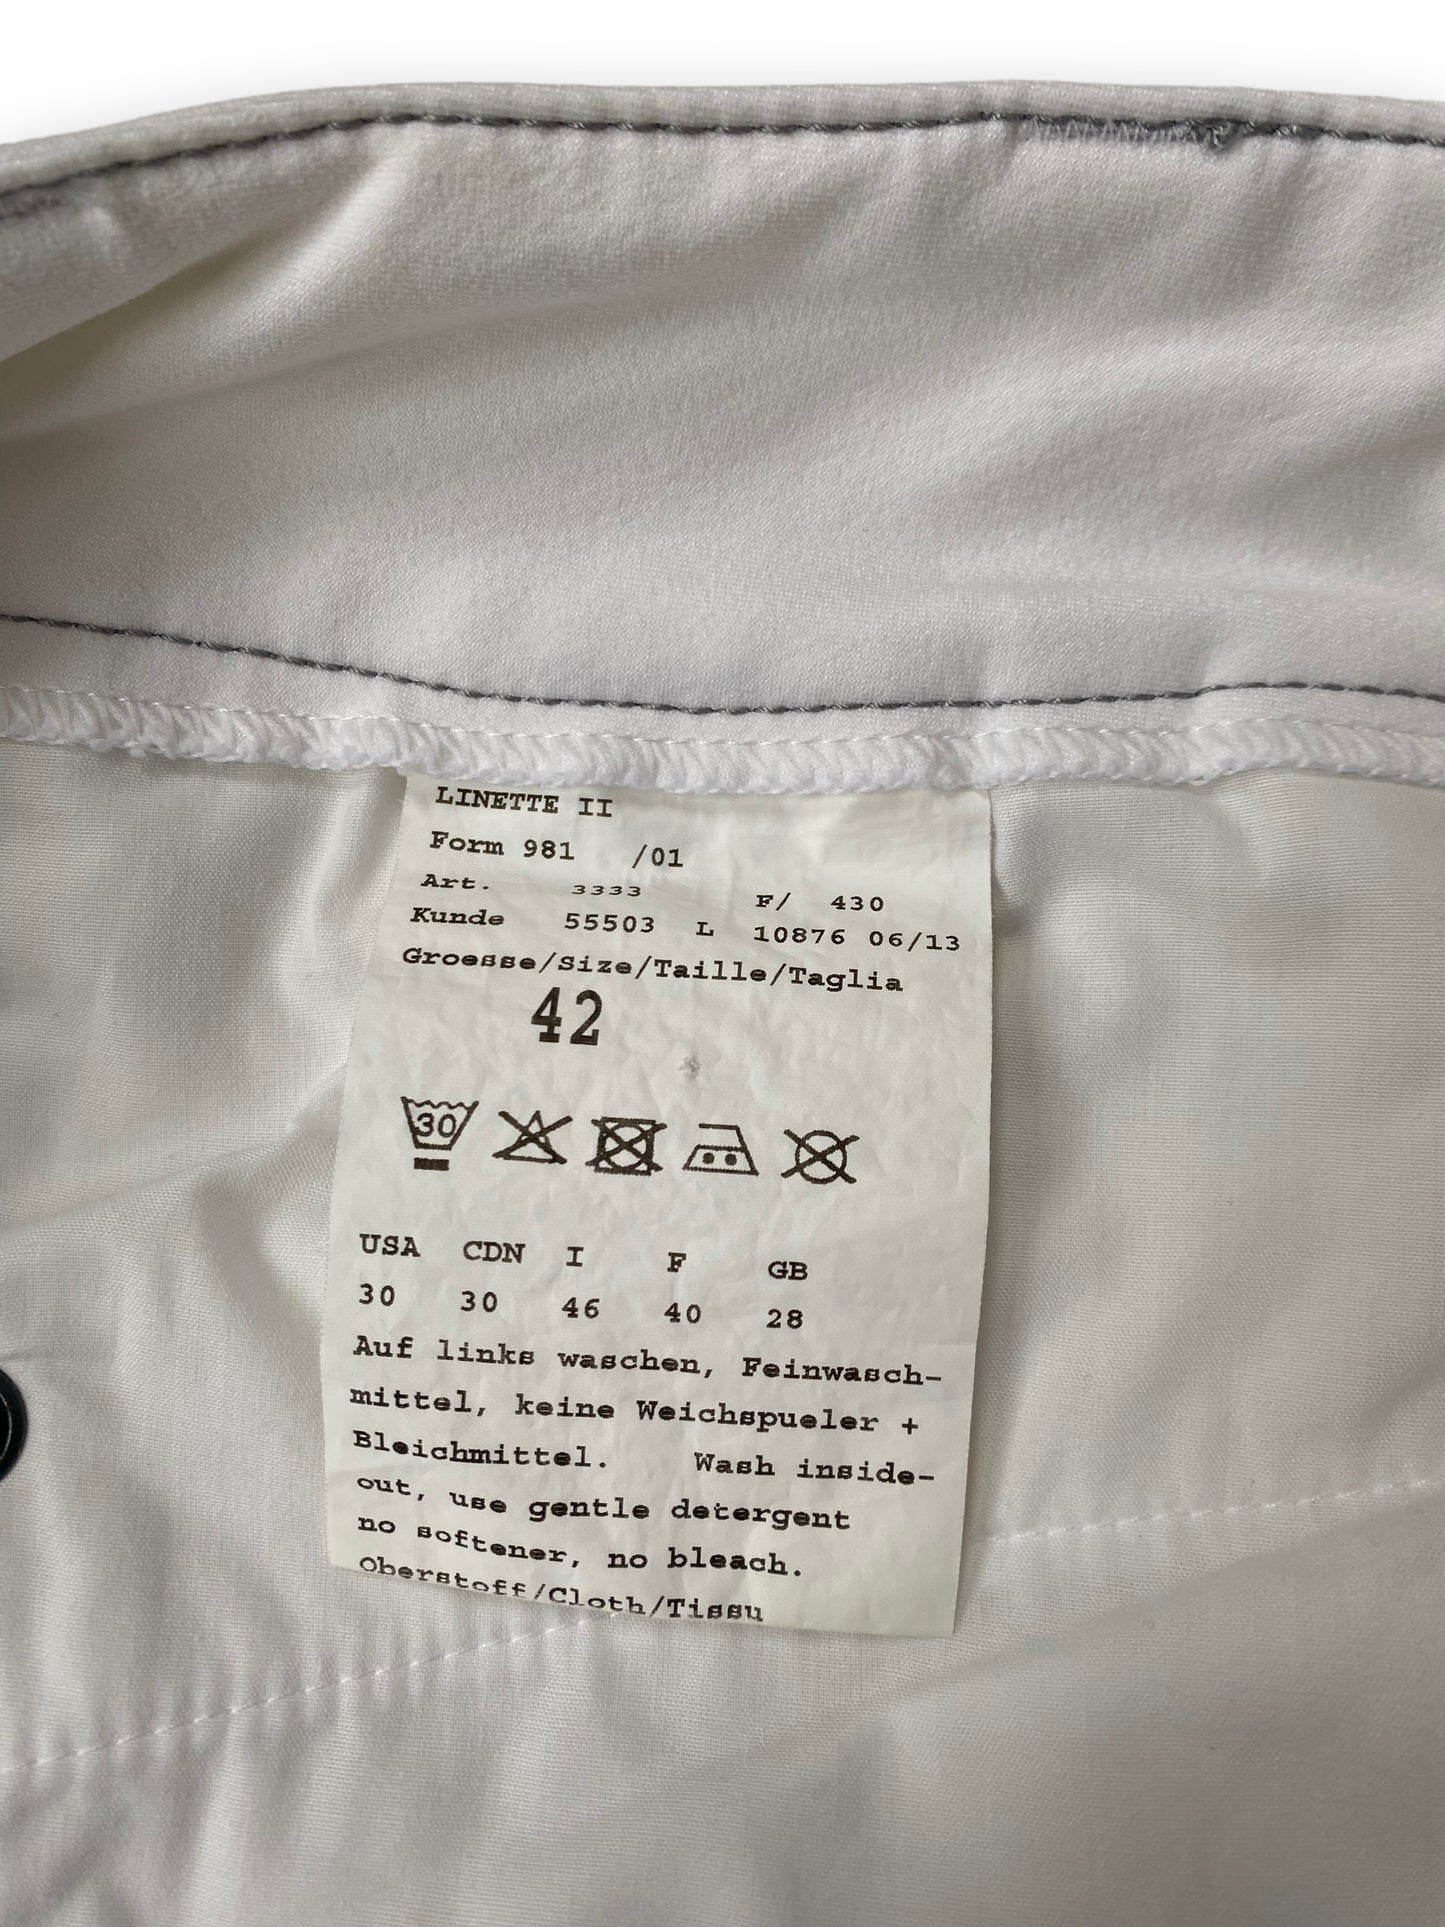 LINETTE II
Form 981 /01
Art. 3333 F/ 430
Kunde 55503 L 10876 06/13
Groesse/Size/Taille/Taglia
42
30
USA CDN I F GB
30 30 46 40 28
Auf links waschen, Feinwasch-
mittel, keine Weichspueler +
Bleichmittel. Wash inside-
out, use gentle detergent
no softener, no bleach.
Oberstoff/Cloth/Tissu